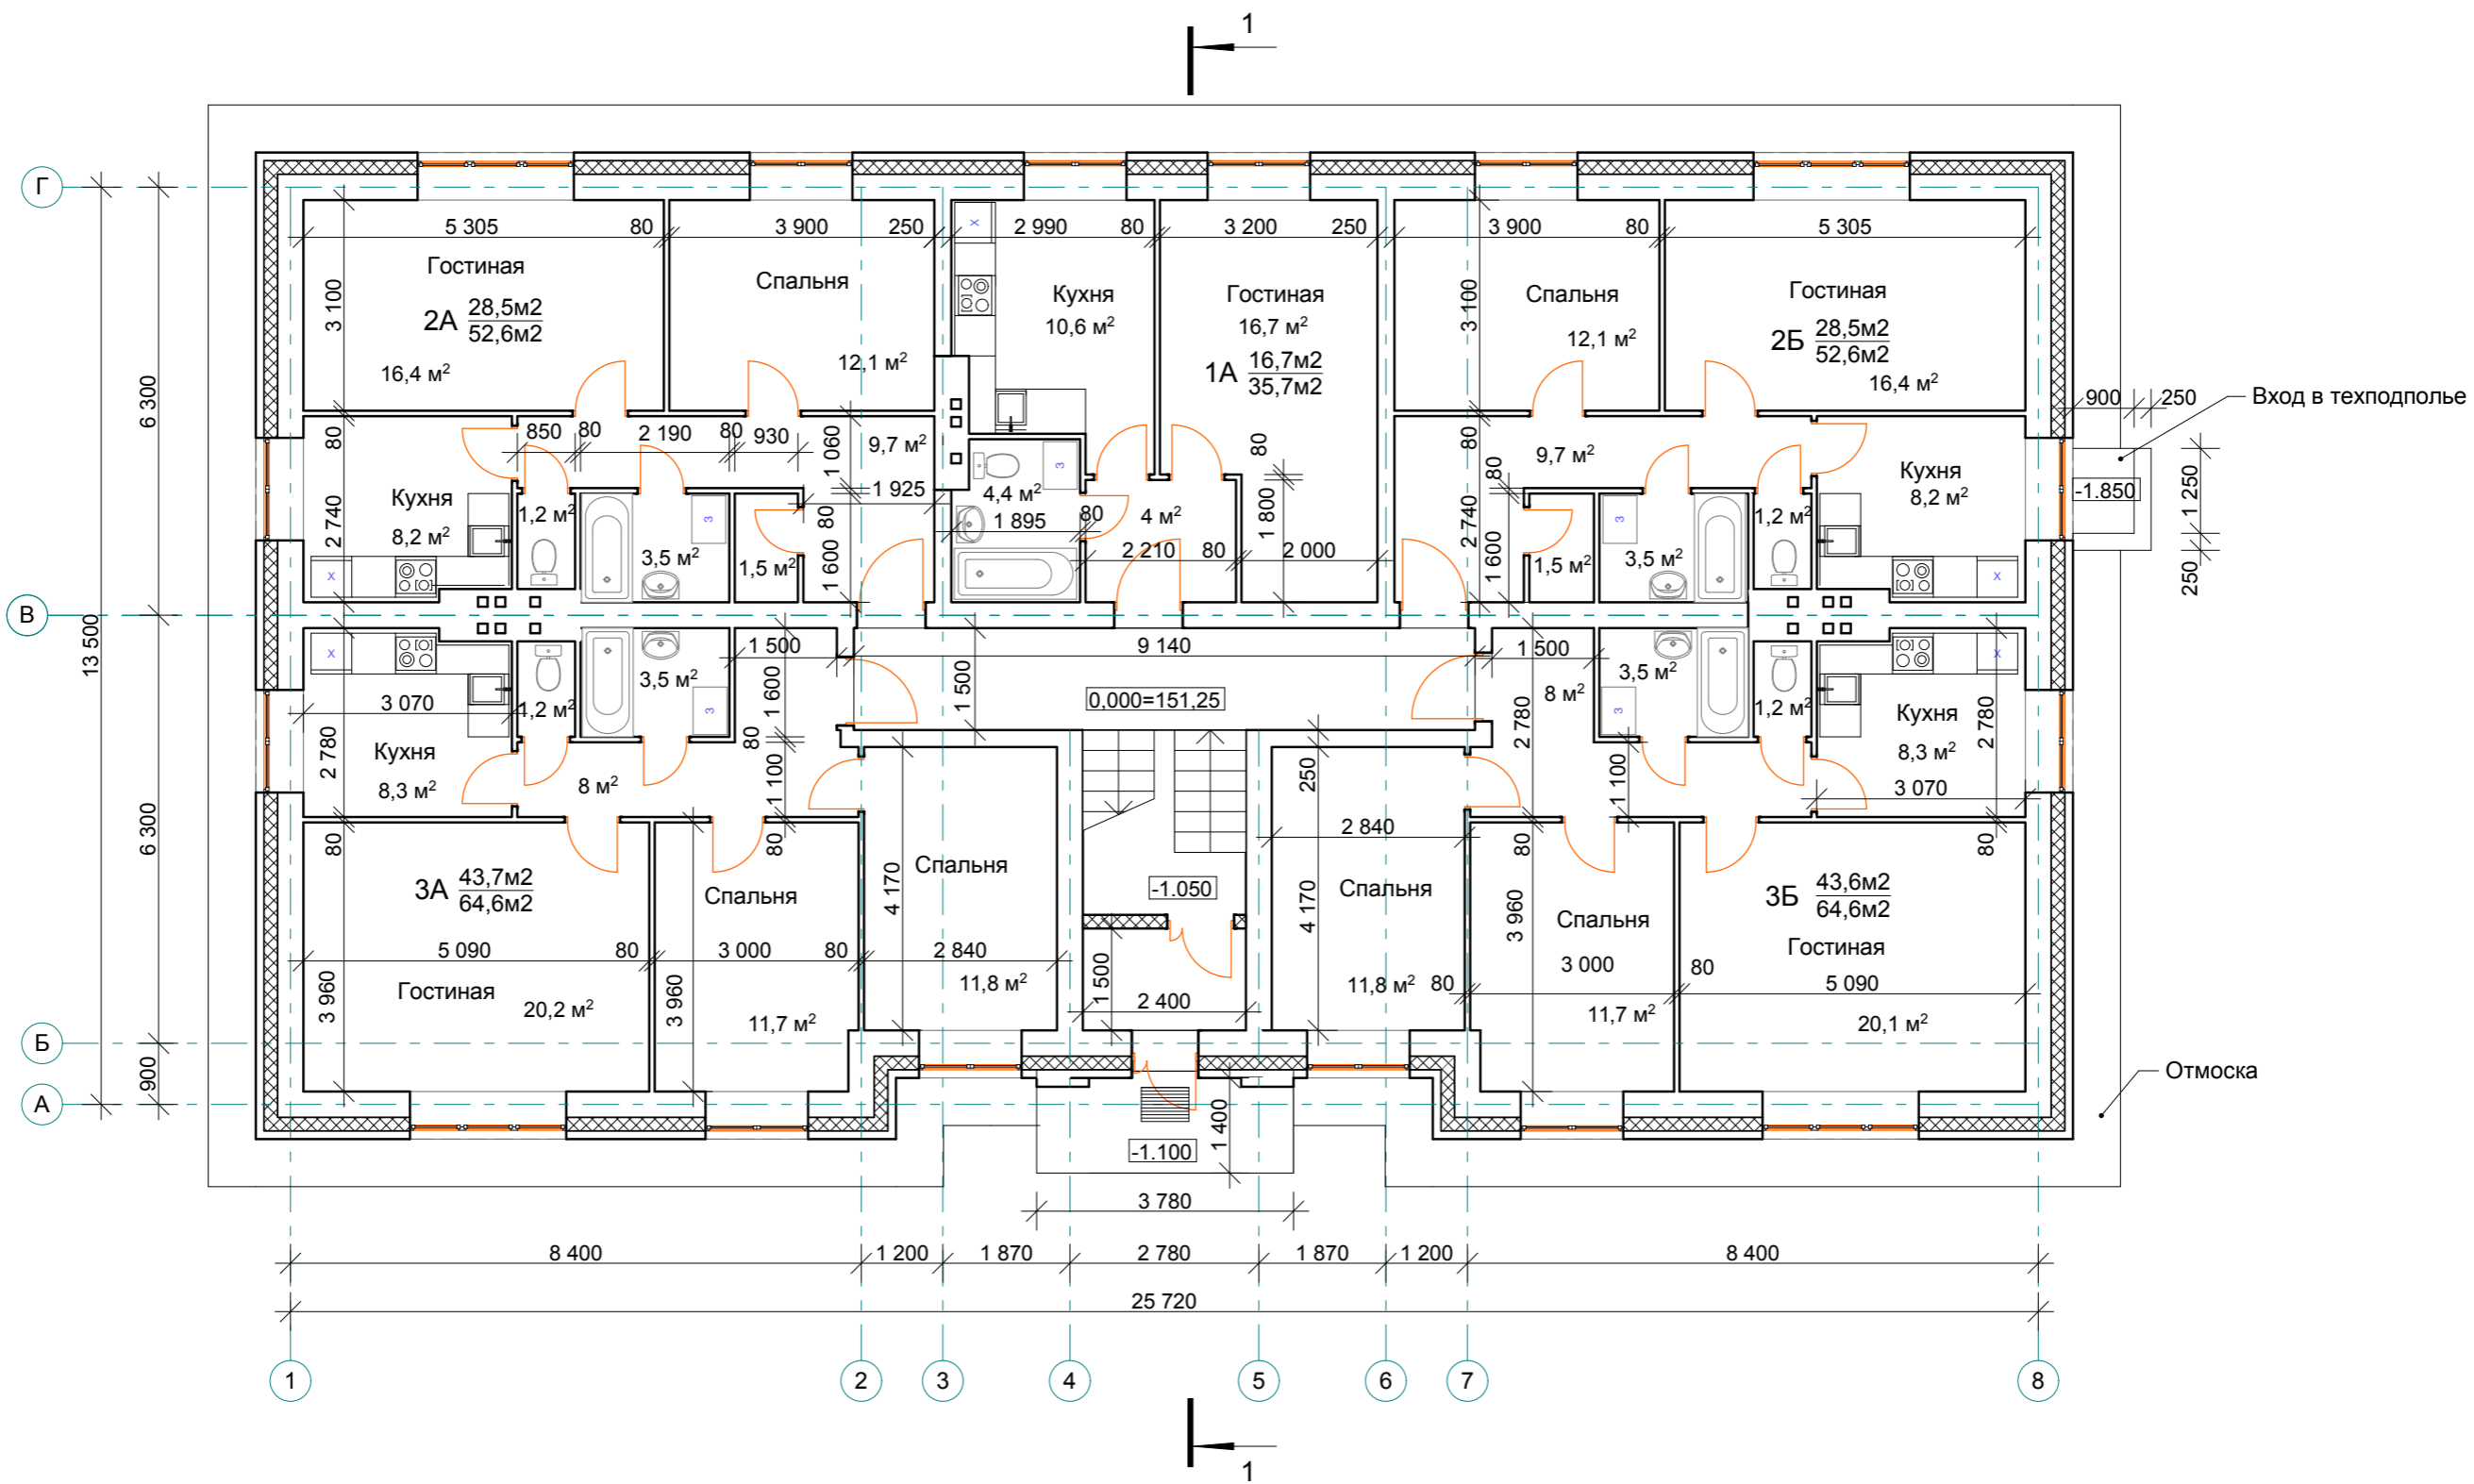 1
Г
5 305
80
3 900
250
2 990
80
3 200
250
3 900
80
5 305
Гостиная
Спальня
Кухня
Гостиная
Спальня
Гостиная
3 100
2А 28,5м2
52,6м2
10,6 м²
16,7 м²
3 100
2Б 28,5м2
52,6м2
16,4 м²
12,1 м²
1А 16,7м2
35,7м2
12,1 м²
16,4 м²
6 300
900
250
Вход в техподполье
80
850
80
2 190
80
930
1 060
9,7 м²
80
80
9,7 м²
80
Кухня
8,2 м²
2 740
1,2 м²
3,5 м²
1,5 м²
1 925
80
1 600
4,4 м²
1 895
80
4 м²
1 800
2 210
80
2 000
2 740
1 600
1,5 м²
3,5 м²
1,2 м²
Кухня
8,2 м²
-1.850
1 250
250
х
з
х
з
з
х
В
13 500
х
3 070
1,2 м²
3,5 м²
з
1 500
1 600
9 140
1 500
0,000=151,25
1 500
8 м²
3,5 м²
з
1,2 м²
х
Кухня
8,3 м²
2 780
3 070
2 780
Кухня
8,3 м²
8 м²
80
1 100
250
2 780
1 100
6 300
80
80
2 840
80
80
3А 43,7м2
64,6м2
Спальня
Спальня
4 170
-1.050
4 170
Спальня
3 960
Спальня
3Б 43,6м2
64,6м2
Гостиная
5 090
80
3 000
80
2 840
3 000
80
5 090
3 960
Гостиная
20,2 м²
3 960
11,7 м²
11,8 м²
1 500
2 400
11,8 м²
80
11,7 м²
20,1 м²
Б
900
А
Отмоска
-1.100
1 400
3 780
8 400
1 200
1 870
2 780
1 870
1 200
8 400
25 720
1
2
3
4
5
6
7
8
1